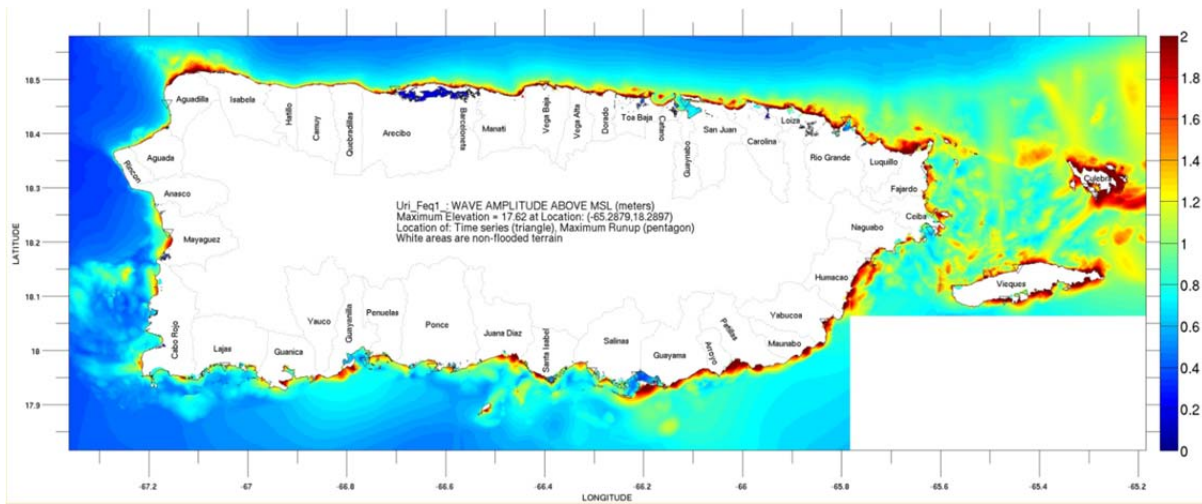 2
1.8
1.6
1.4
1.2
1
0.8
0.6
0.4
0.2
0
18.5
18.4
18.3
18.2
18.1
18
17.9
LATITUDE
Aguadilla
Isabela
Hatillo
Camuy
Quebradillas
Arecibo
Barceloneta
Manati
Vega Baja
Vega Alta
Dorado
Toa Baja
Catano
Guaynabo
San Juan
Carolina
Loiza
Rio Grande
Luquillo
Fajardo
Culebra
Aguada
Rincon
Anasco
Mayaguez
Ceiba
Naguabo
Humacao
Vieques
Uri_Feq1_: WAVE AMPLITUDE ABOVE MSL (meters)
Maximum Elevation = 17.62 at Location: (-65.2879,18.2897)
Location of: Time series (triangle), Maximum Runup (pentagon)
White areas are non-flooded terrain
Cabo Rojo
Lajas
Guanica
Yauco
Guayanilla
Penuelas
Ponce
Juana Diaz
Santa Isabel
Salinas
Guayama
Arroyo
Patillas
Maunabo
Yabucoa
-67.2
-67
-66.8
-66.6
-66.4
-66.2
-66
-65.8
-65.6
-65.4
-65.2
LONGITUDE